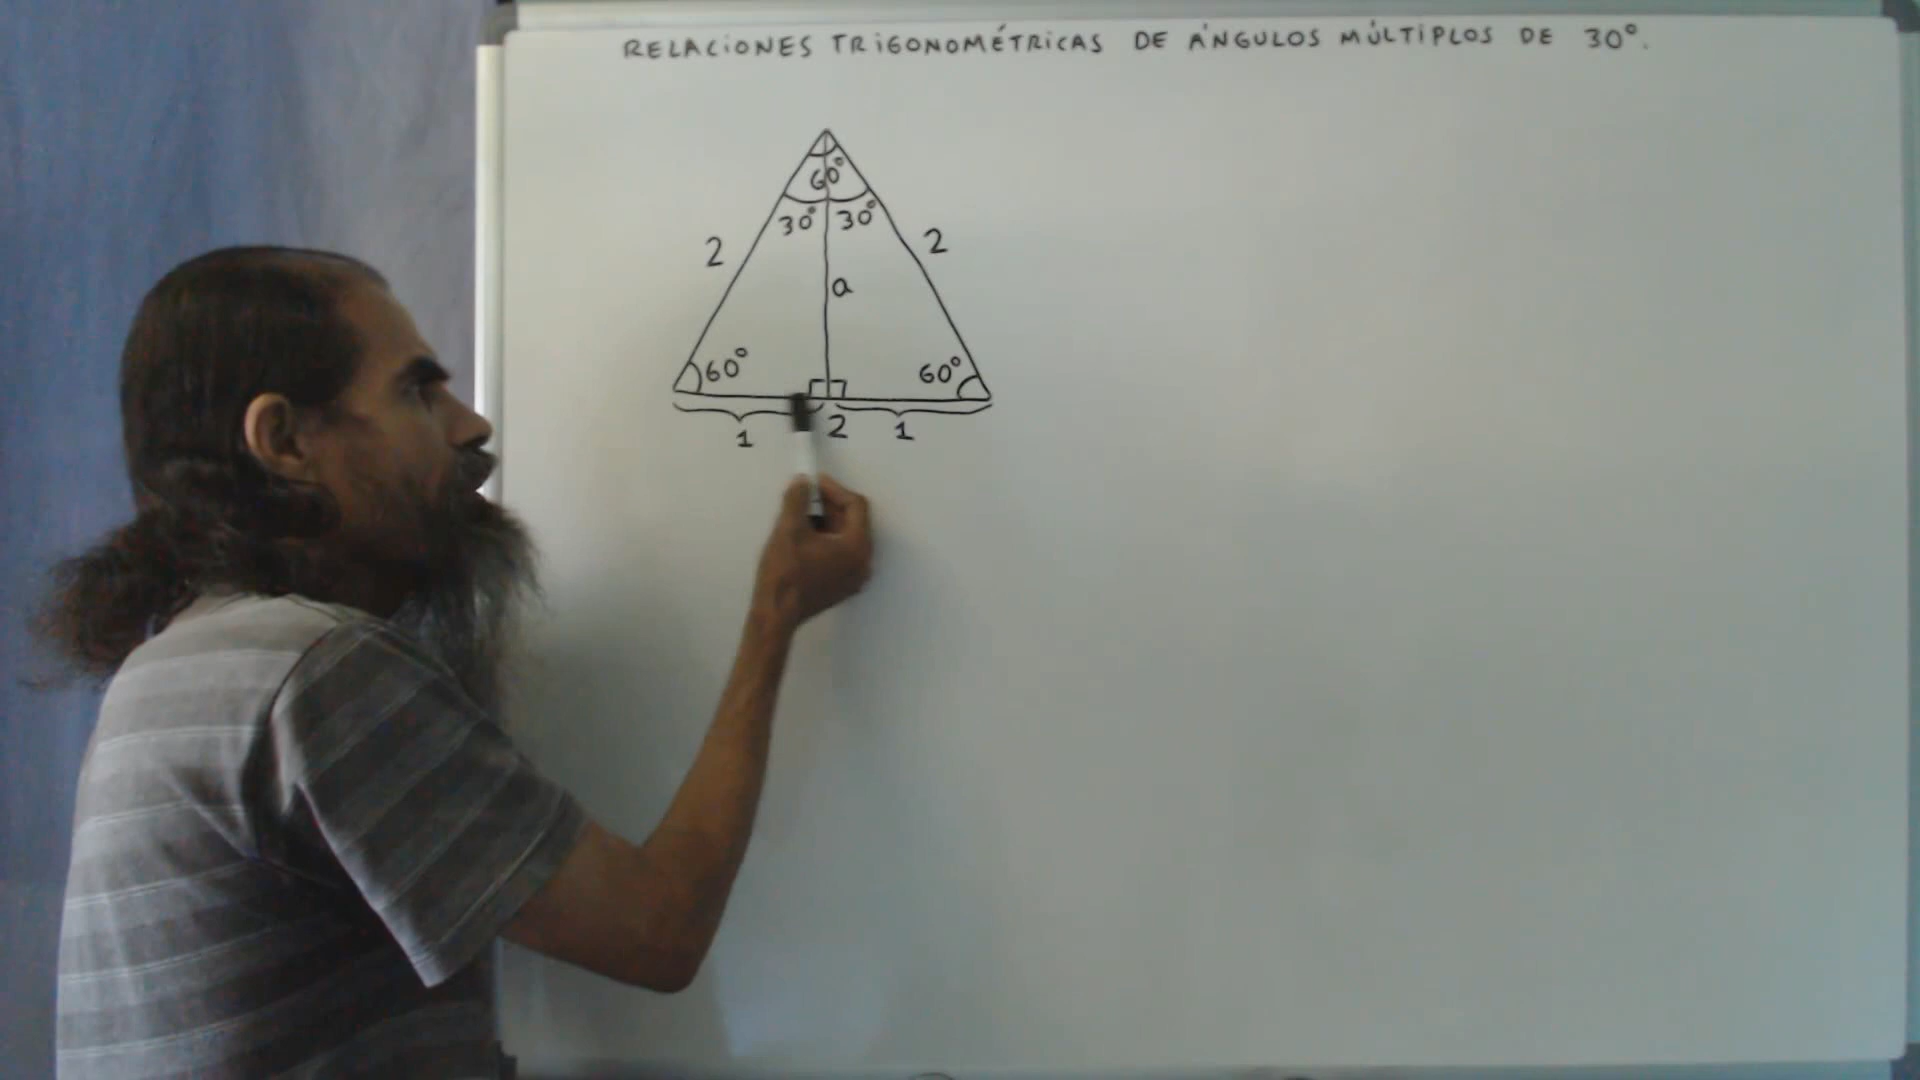 RELACIONES TRIGONOMÉTRICAS DE ÁNGULOS MÚLTIPLOS DE 30°.
60°
30° 30°
2 2
a
60° 60°
1 2 1